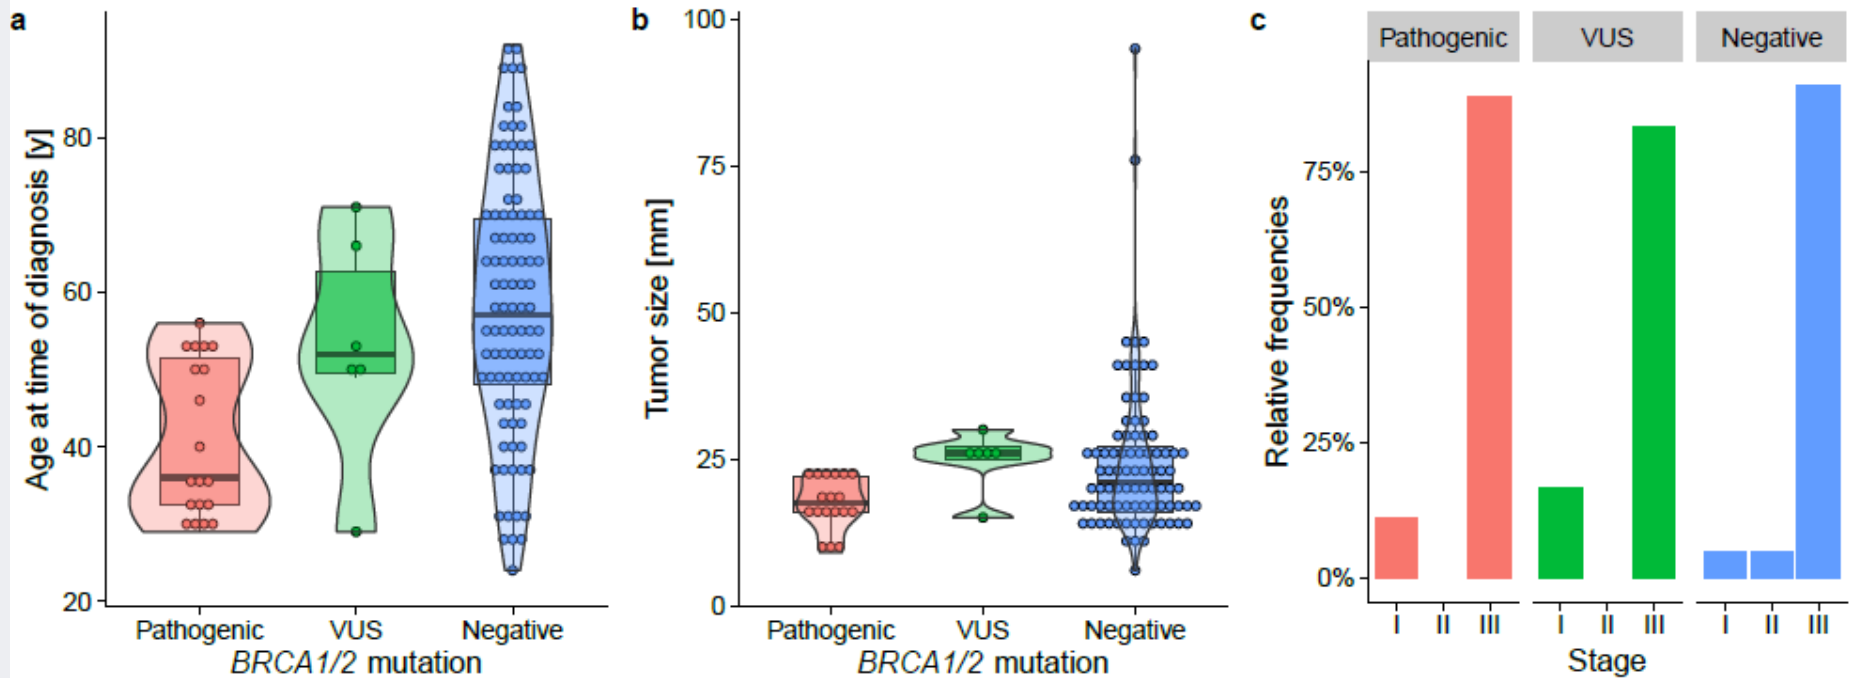 a
Age at time of diagnosis [y]
80
60
40
20
Pathogenic VUS Negative
BRCA1/2 mutation
b
Tumor size [mm]
100
75
50
25
0
Pathogenic VUS Negative
BRCA1/2 mutation
c
Pathogenic VUS Negative
Relative frequencies
75%
50%
25%
0%
I II III I II III I II III
Stage